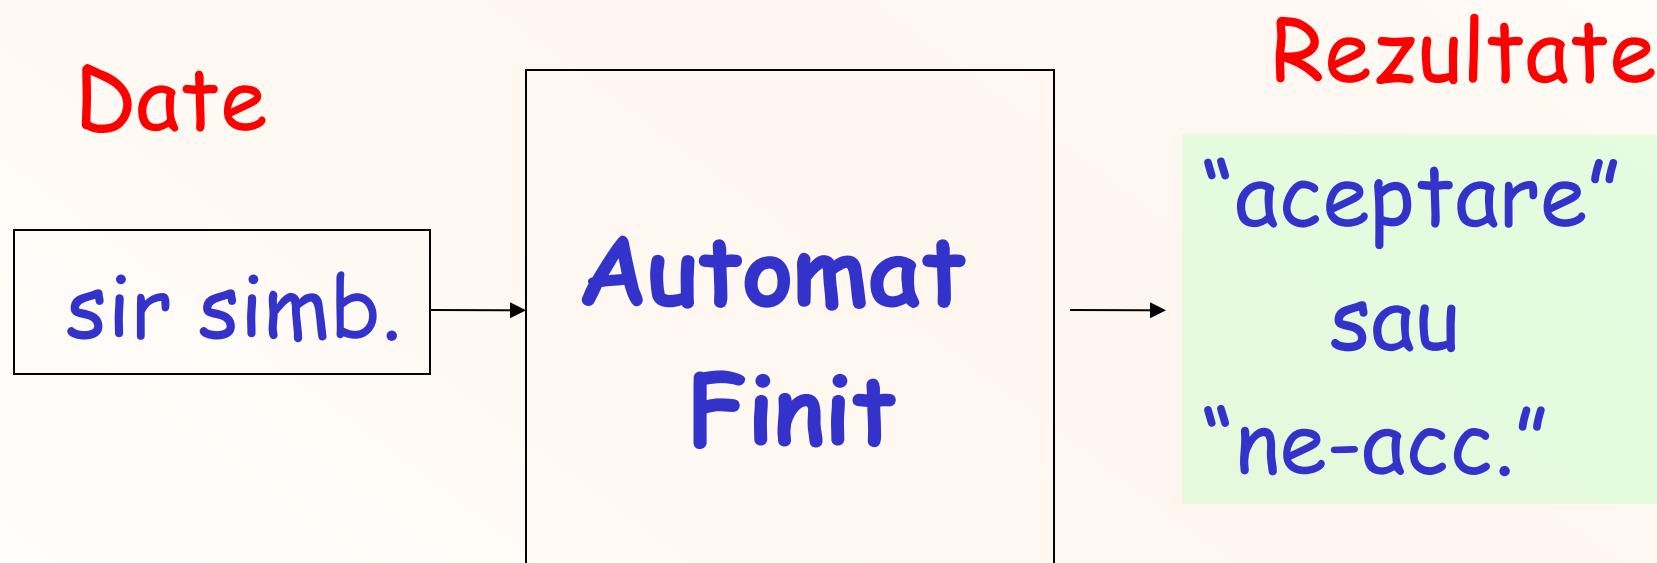 Date
sir simb.
Automat
Finit
Rezultate
“aceptare”
sau
“ne-acc.”